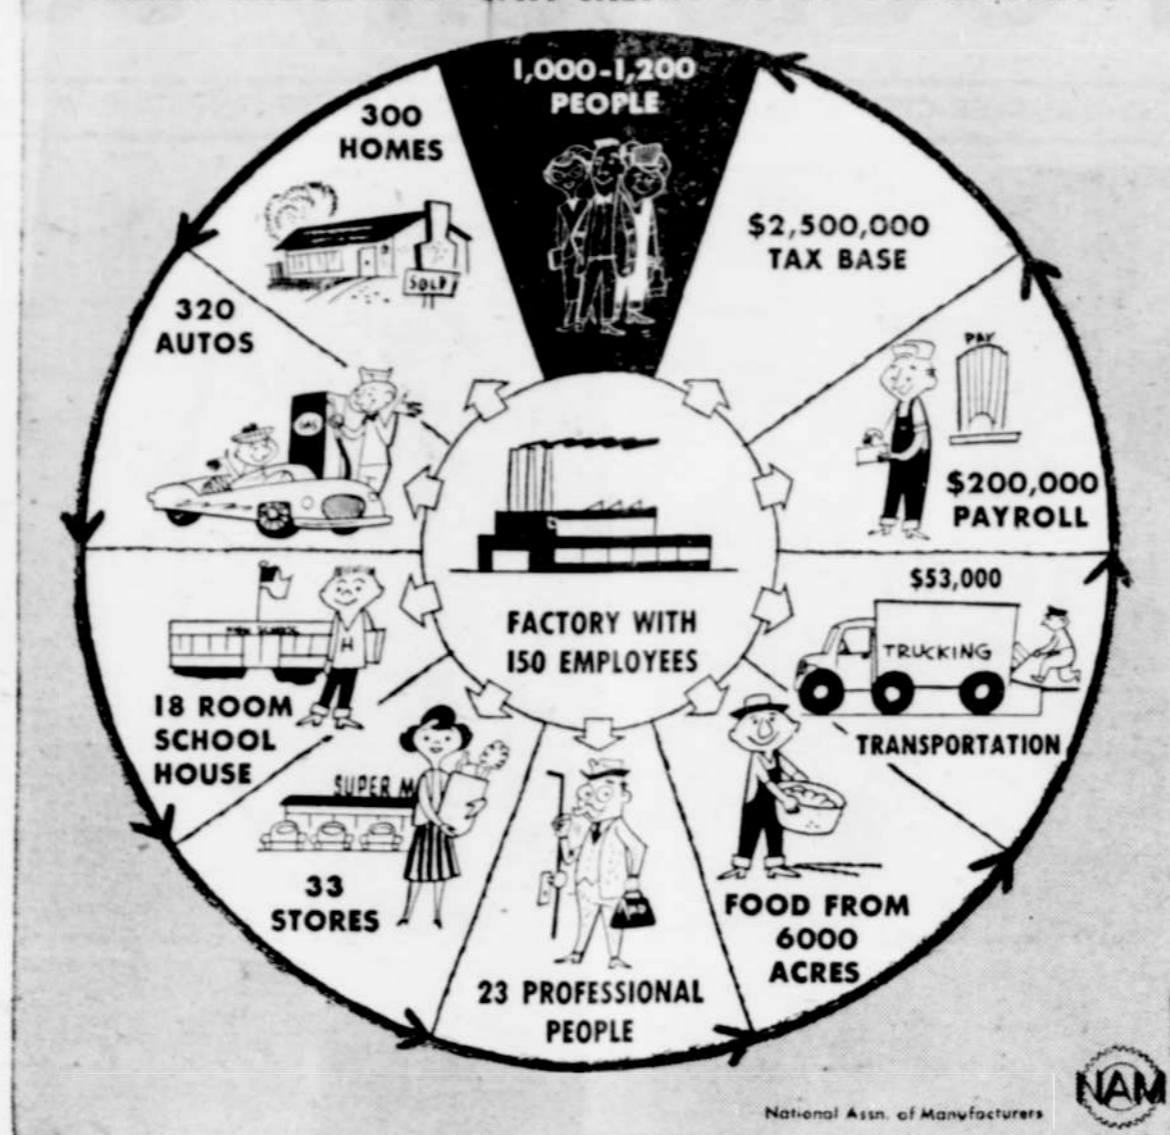 1,000-1,200
PEOPLE
300
HOMES
SOLD
320
AUTOS
GAS
18 ROOM
SCHOOL
HOUSE
H
SUPER M
33
STORES
23 PROFESSIONAL
PEOPLE
FOOD FROM
6000
ACRES
$53,000
TRUCKING
TRANSPORTATION
PAY
$200,000
PAYROLL
$2,500,000
TAX BASE
FACTORY WITH
150 EMPLOYEES
National Assn. of Manufacturers
NAM